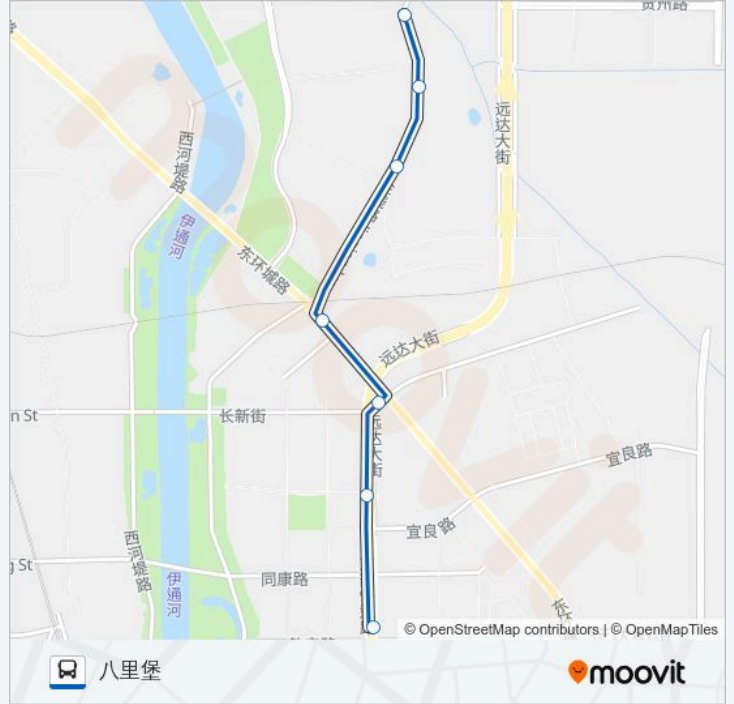 贵州路
远达大街
西河堤路
伊通河
东环城路
远达大街
n St
长新街
远达大街
宜良路
宜良路
g St
西河堤路
伊通河
同康路
© OpenStreetMap contributors | © OpenMapTiles
八里堡
moovit